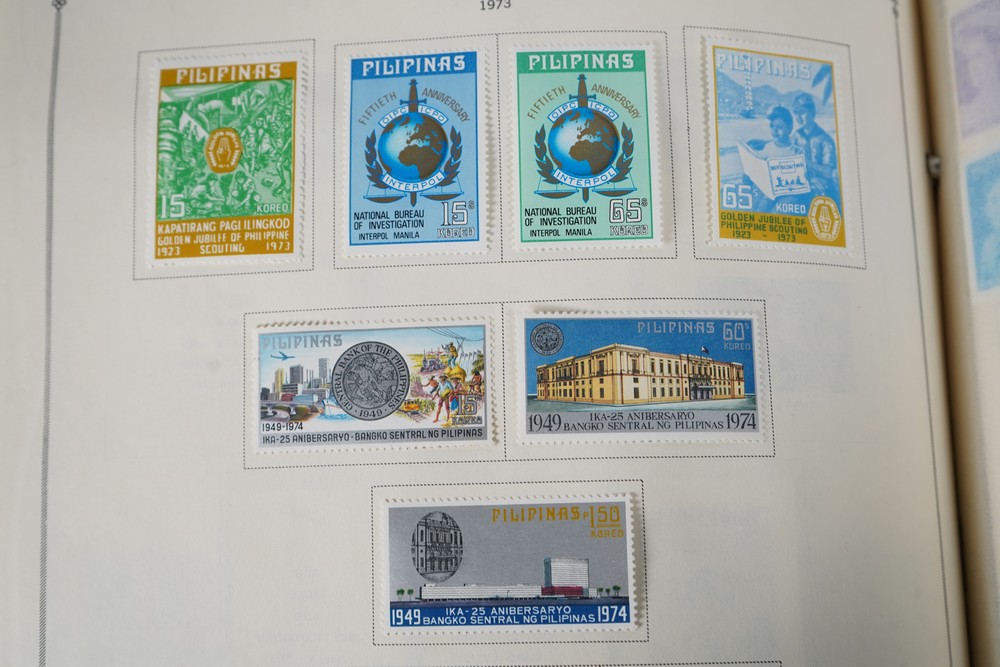 1973
PILIPINAS
15s
KOREO
KAPATIRANG PAGLILINGKOD
GOLDEN JUBILEE OF PHILIPPINE
SCOUTING
1923 1973
PILIPINAS
FIFTIETH ANNIVERSARY
OIPC ICPO
INTERPOL
NATIONAL BUREAU
OF INVESTIGATION
INTERPOL MANILA
15s
KOREO
PILIPINAS
FIFTIETH ANNIVERSARY
OIPC ICPO
INTERPOL
NATIONAL BUREAU
OF INVESTIGATION
INTERPOL MANILA
65s
KOREO
PILIPINAS
65s
KOREO
GOLDEN JUBILEE OF
PHILIPPINE SCOUTING
1923 - 1973
PILIPINAS
CENTRAL BANK OF THE PHILIPPINES
·1949·
15s
KOREO
1949-1974
IKA-25 ANIBERSARYO-BANGKO SENTRAL NG PILIPINAS
PILIPINAS 60s
KOREO
1949 IKA-25 ANIBERSARYO 1974
BANGKO SENTRAL NG PILIPINAS
PILIPINAS P1.50
KOREO
1949 IKA-25 ANIBERSARYO 1974
BANGKO SENTRAL NG PILIPINAS